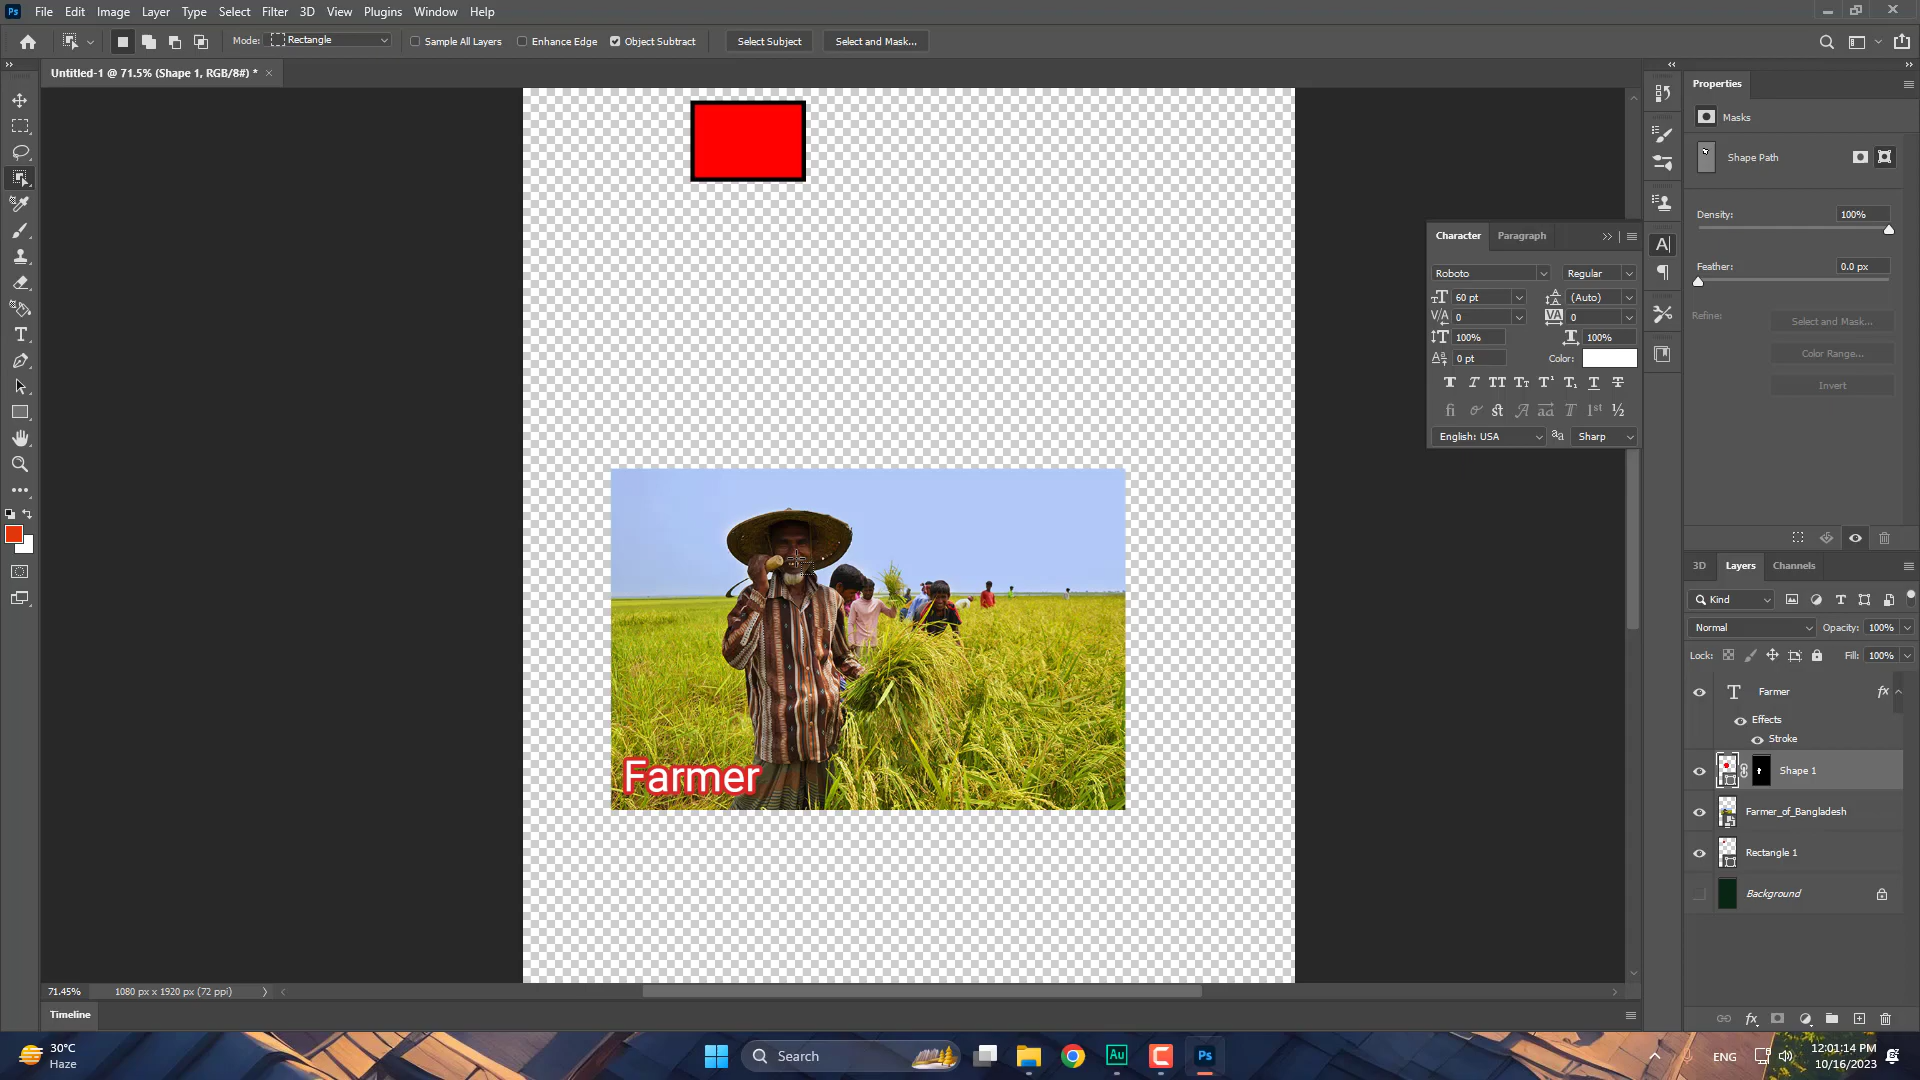 Ps File Edit Image Layer Type Select Filter 3D View Plugins Window Help
Mode: Rectangle Sample All Layers Enhance Edge Object Subtract Select Subject Select and Mask...
Untitled-1 @ 71.5% (Shape 1, RGB/8#) * ×
Properties
Masks
Shape Path
Density: 100%
Feather: 0.0 px
Refine: Select and Mask...
Color Range...
Invert
Character Paragraph
Roboto Regular
60 pt (Auto)
0 0
100% 100%
0 pt Color:
English: USA Sharp
Farmer
3D Layers Channels
Kind
Normal Opacity: 100%
Lock: Fill: 100%
T Farmer fx
Effects
Stroke
Shape 1
Farmer_of_Bangladesh
Rectangle 1
Background
71.45% 1080 px x 1920 px (72 ppi)
Timeline
30°C
Haze
Search
Au
Ps
ENG
12:01:14 PM
10/16/2023